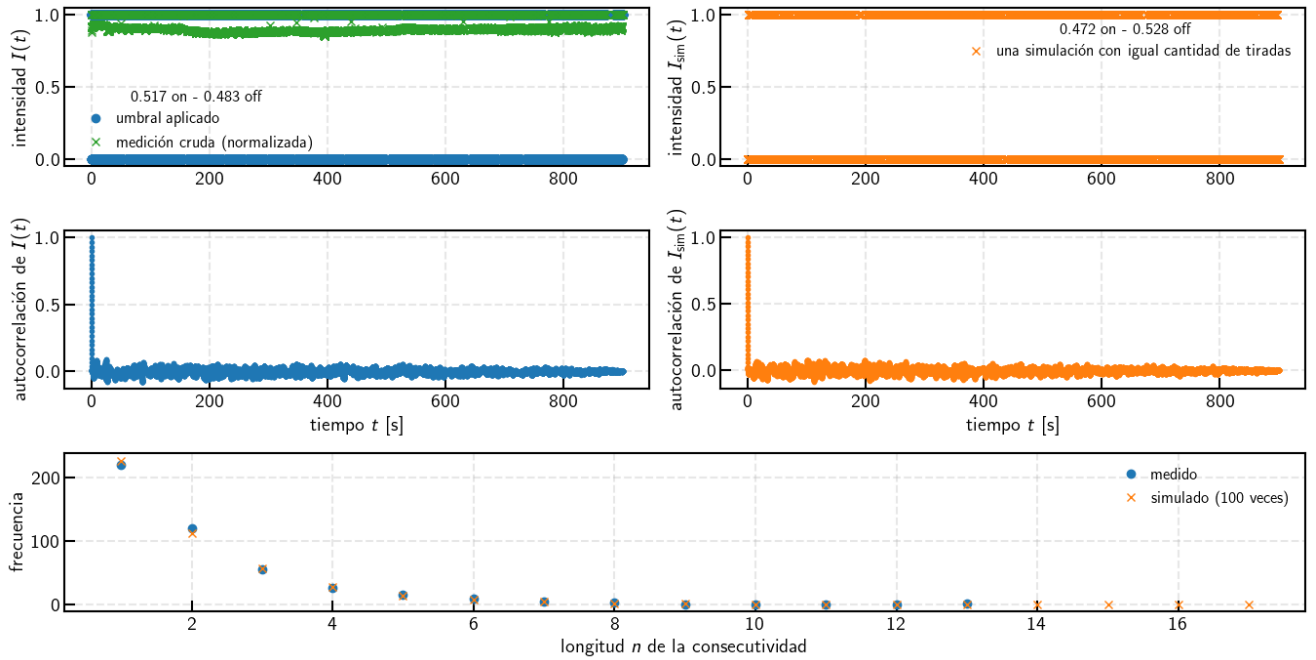 intensidad I(t)
1.0
0.5
0.0
0.517 on - 0.483 off
umbral aplicado
medición cruda (normalizada)
0 200 400 600 800
intensidad I_sim(t)
1.0
0.5
0.0
0.472 on - 0.528 off
una simulación con igual cantidad de tiradas
0 200 400 600 800
autocorrelación de I(t)
1.0
0.5
0.0
0 200 400 600 800
tiempo t [s]
autocorrelación de I_sim(t)
1.0
0.5
0.0
0 200 400 600 800
tiempo t [s]
frecuencia
200
100
0
medido
simulado (100 veces)
2 4 6 8 10 12 14 16
longitud n de la consecutividad